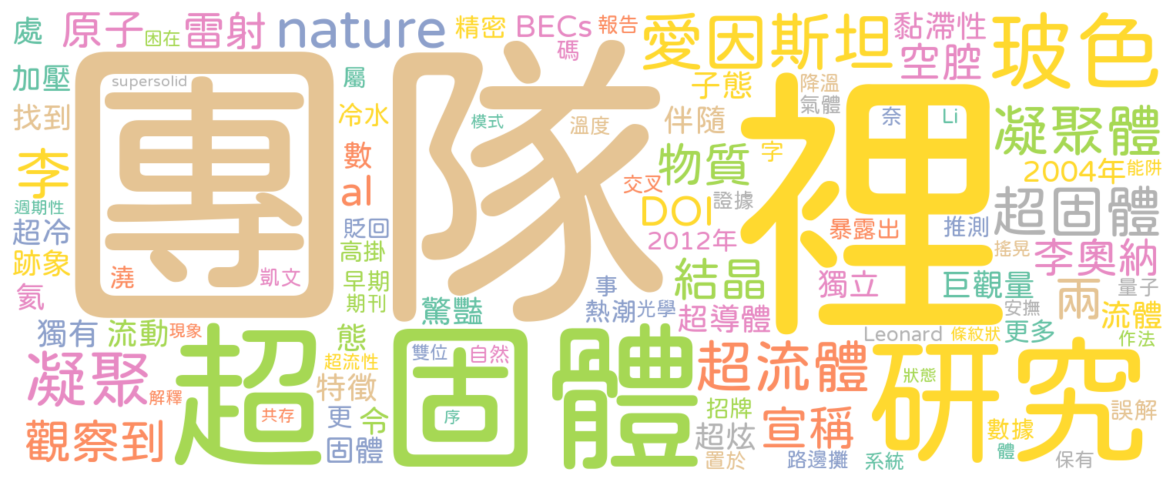 處 原子 困在 雷射 nature 精密 BECs 報告 愛因斯坦 黏滯性 玻色
碼 空腔
加壓 supersolid 屬 子態 降溫
找到 團隊 冷水 模式 溫度 伴隨 氣體 裡 奈 Li 凝聚體
李 專 數 物質 字 2004年 能阱
週期性 al 交叉 DOI 證據 超固體
超冷 貶回 2012年 暴露出 推測
跡象 澆 凱文 高掛 結晶 搖晃 李奧納
氦 早期 事 獨立 巨觀量 兩 量子
期刊 驚豔 熱潮 光學 超導體 安撫 流體
獨有 流動 現象 態 Leonard 條紋狀 更多 作法
凝聚 超固體 超流性 雙位 自然 超流體 研究
解釋 特徵 狀態
共存 更 令 序 招牌 宣稱 誤解
觀察到 固體 超炫 數據
置於 路邊攤 系統 體 保有